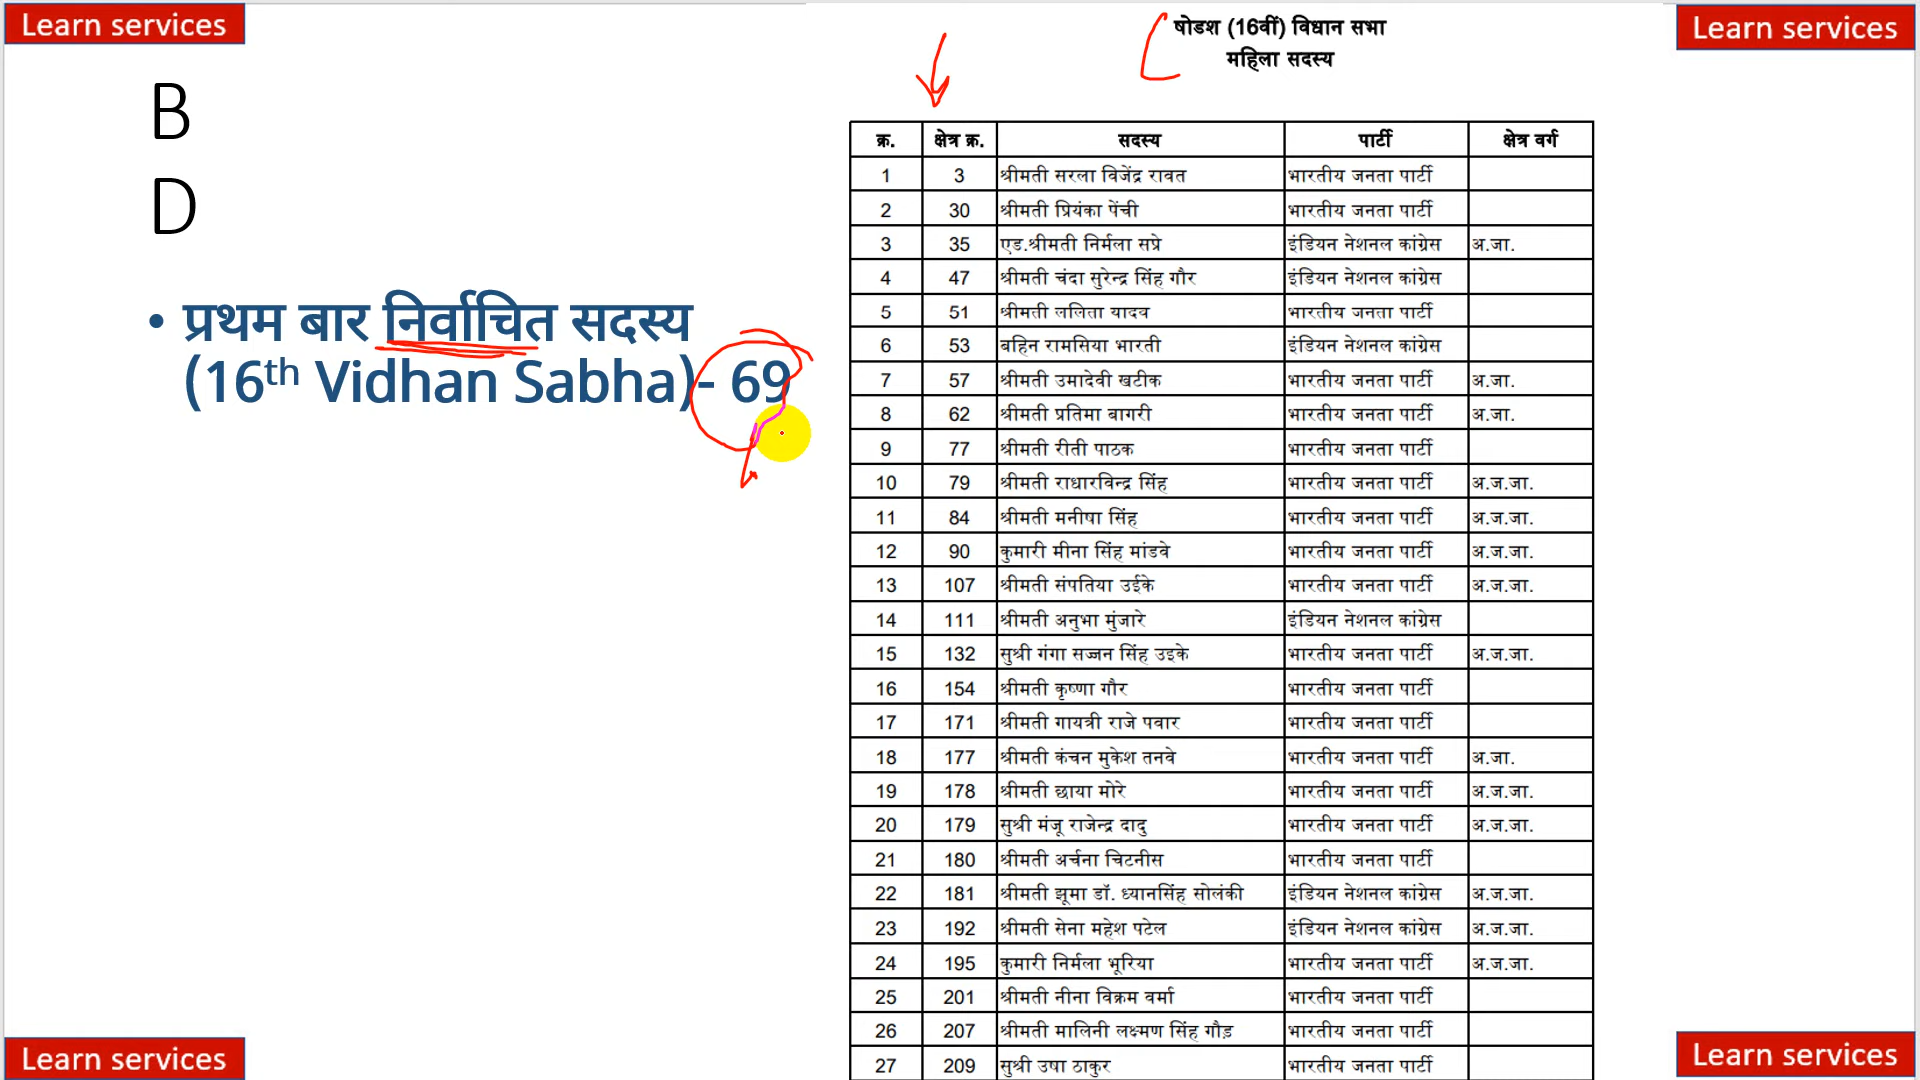 Learn services
Learn services
B
D
• प्रथम बार निर्वाचित सदस्य
(16th Vidhan Sabha)- 69
षोडश (16वीं) विधान सभा
महिला सदस्य
क्र. क्षेत्र क्र. सदस्य पार्टी क्षेत्र वर्ग
1 3 श्रीमती सरला विजेंद्र रावत भारतीय जनता पार्टी
2 30 श्रीमती प्रियंका पेंची भारतीय जनता पार्टी
3 35 एड.श्रीमती निर्मला सप्रे इंडियन नेशनल कांग्रेस अ.जा.
4 47 श्रीमती चंदा सुरेन्द्र सिंह गौर इंडियन नेशनल कांग्रेस
5 51 श्रीमती ललिता यादव भारतीय जनता पार्टी
6 53 बहिन रामसिया भारती इंडियन नेशनल कांग्रेस
7 57 श्रीमती उमादेवी खटीक भारतीय जनता पार्टी अ.जा.
8 62 श्रीमती प्रतिमा बागरी भारतीय जनता पार्टी अ.जा.
9 77 श्रीमती रीती पाठक भारतीय जनता पार्टी
10 79 श्रीमती राधारविन्द्र सिंह भारतीय जनता पार्टी अ.ज.जा.
11 84 श्रीमती मनीषा सिंह भारतीय जनता पार्टी अ.ज.जा.
12 90 कुमारी मीना सिंह मांडवे भारतीय जनता पार्टी अ.ज.जा.
13 107 श्रीमती संपतिया उईके भारतीय जनता पार्टी अ.ज.जा.
14 111 श्रीमती अनुभा मुंजारे इंडियन नेशनल कांग्रेस
15 132 सुश्री गंगा सज्जन सिंह उइके भारतीय जनता पार्टी अ.ज.जा.
16 154 श्रीमती कृष्णा गौर भारतीय जनता पार्टी
17 171 श्रीमती गायत्री राजे पवार भारतीय जनता पार्टी
18 177 श्रीमती कंचन मुकेश तनवे भारतीय जनता पार्टी अ.जा.
19 178 श्रीमती छाया मोरे भारतीय जनता पार्टी अ.ज.जा.
20 179 सुश्री मंजू राजेन्द्र दादु भारतीय जनता पार्टी अ.ज.जा.
21 180 श्रीमती अर्चना चिटनीस भारतीय जनता पार्टी
22 181 श्रीमती झूमा डॉ. ध्यानसिंह सोलंकी इंडियन नेशनल कांग्रेस अ.ज.जा.
23 192 श्रीमती सेना महेश पटेल इंडियन नेशनल कांग्रेस अ.ज.जा.
24 195 कुमारी निर्मला भूरिया भारतीय जनता पार्टी अ.ज.जा.
25 201 श्रीमती नीना विक्रम वर्मा भारतीय जनता पार्टी
26 207 श्रीमती मालिनी लक्ष्मण सिंह गौड़ भारतीय जनता पार्टी
27 209 सुश्री उषा ठाकुर भारतीय जनता पार्टी
Learn services
Learn services